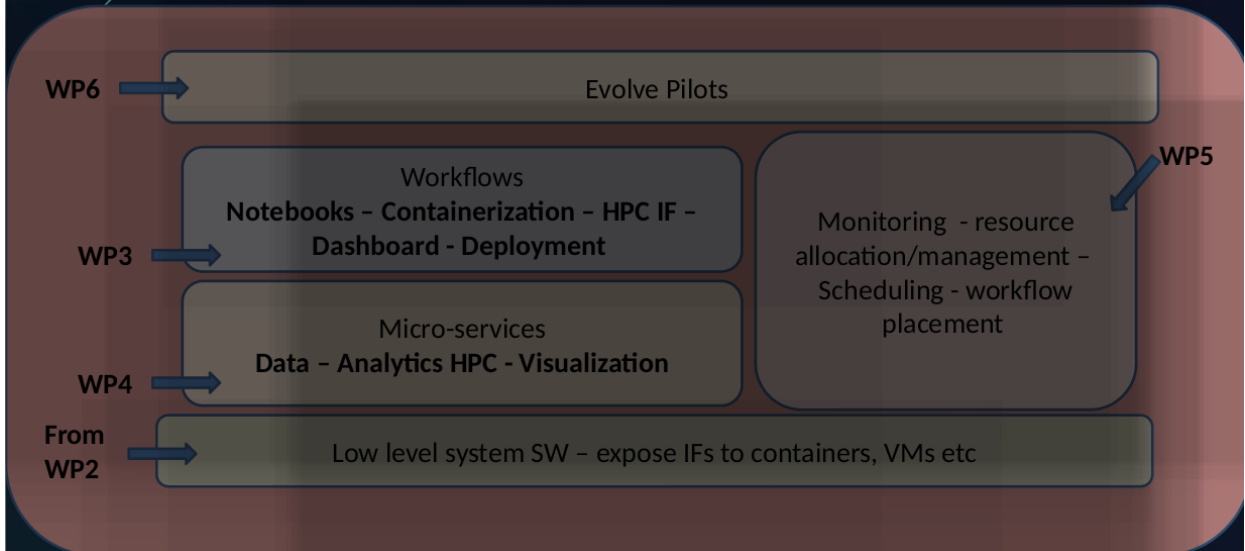 WP6
Evolve Pilots
WP5
Workflows
Notebooks – Containerization – HPC IF –
Dashboard - Deployment
WP3
Monitoring - resource
allocation/management –
Scheduling - workflow
placement
Micro-services
Data – Analytics HPC - Visualization
WP4
From
WP2
Low level system SW – expose IFs to containers, VMs etc